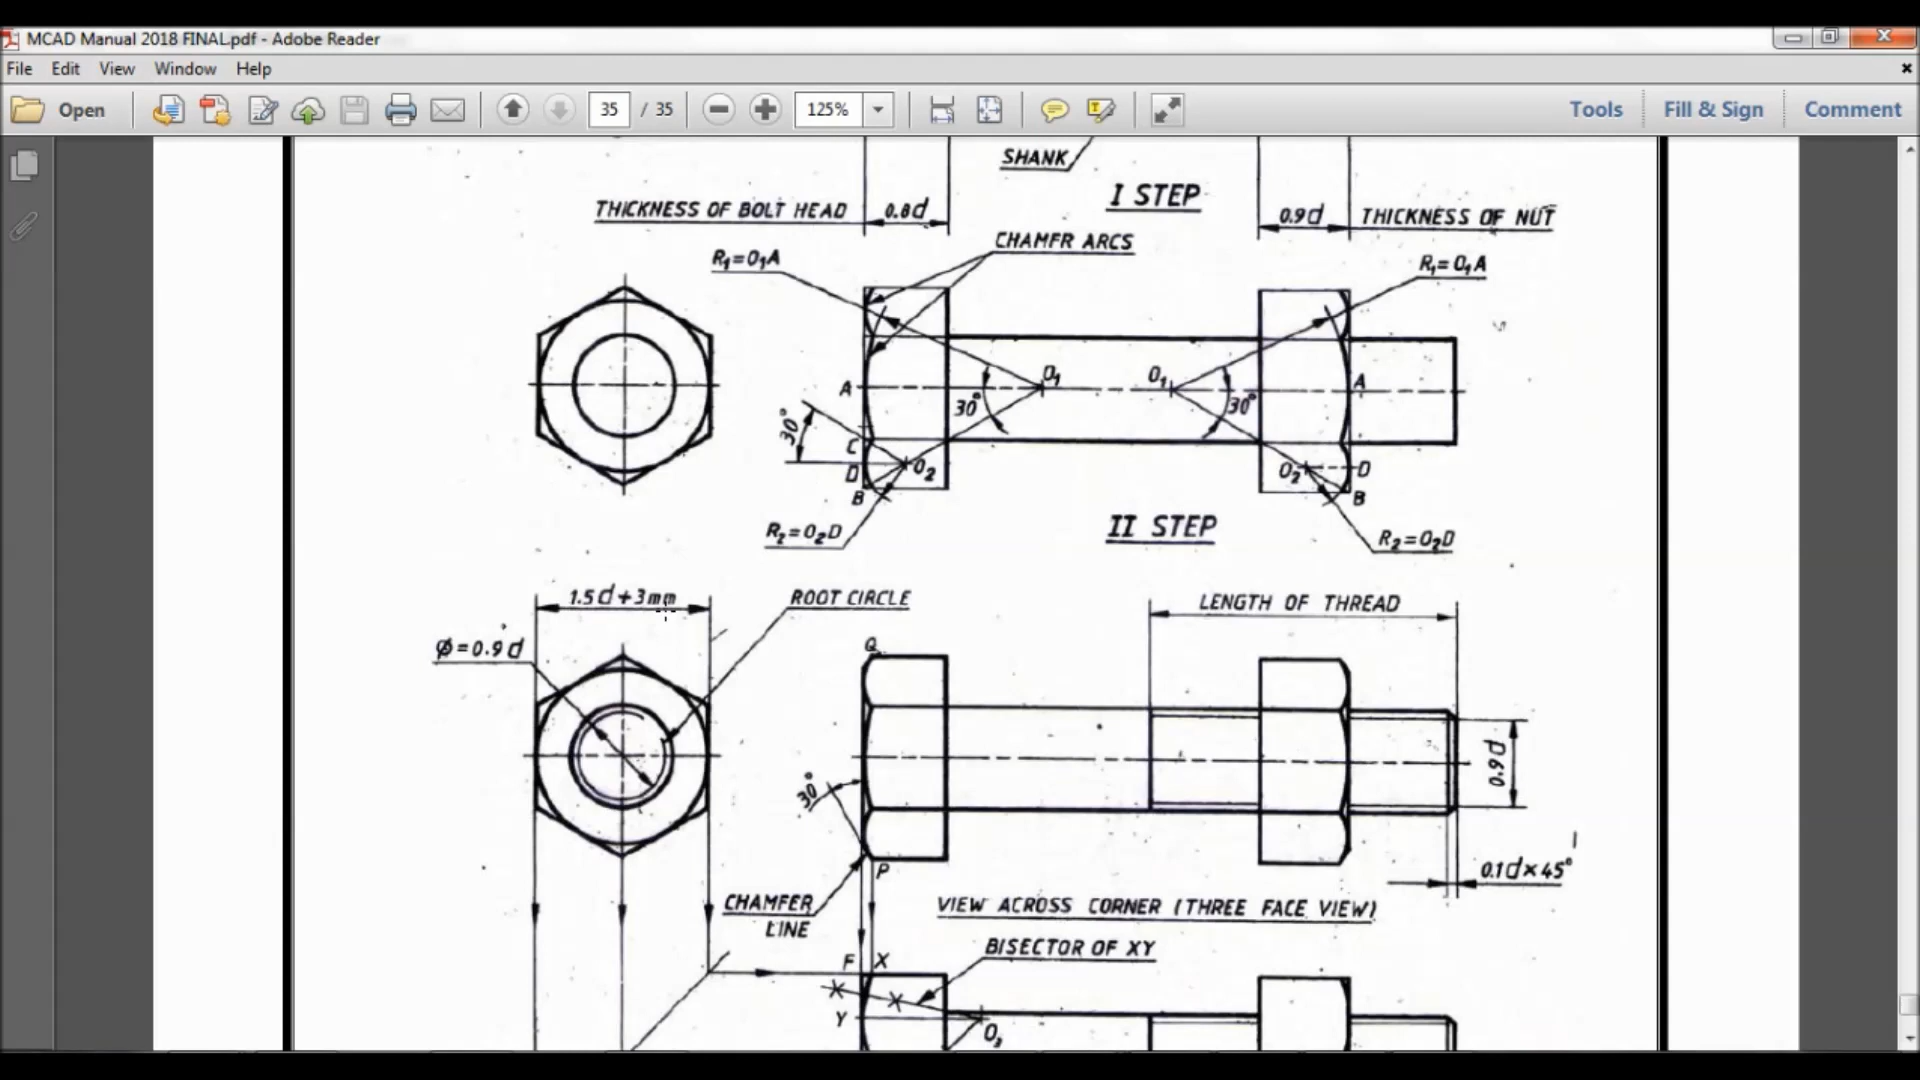 MCAD Manual 2018 FINAL.pdf - Adobe Reader
File Edit View Window Help
Open 35 / 35 125% Tools Fill & Sign Comment
SHANK
I STEP
THICKNESS OF BOLT HEAD 0.8d 0.9d THICKNESS OF NUT
CHAMFR ARCS
R₁=O₁A R₁=O₁A
A O₁ O₁ A
30° 30° 30°
C
D O₂ O₂ D
B B
R₂=O₂D II STEP R₂=O₂D
1.5d+3mm ROOT CIRCLE LENGTH OF THREAD
Ø=0.9d Q
0.9d
30°
P 0.1d×45°
CHAMFER
LINE
VIEW ACROSS CORNER (THREE FACE VIEW)
BISECTOR OF XY
F X
Y O₃